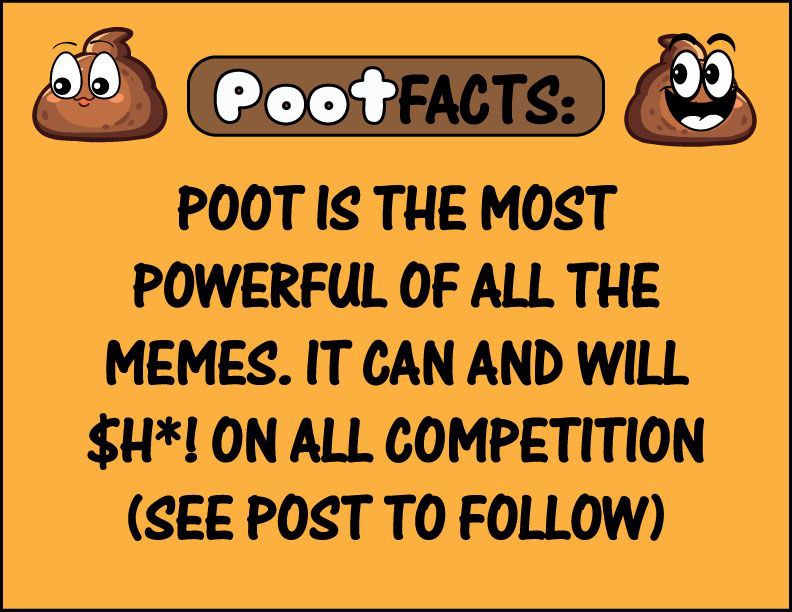 PootFACTS:
POOT IS THE MOST
POWERFUL OF ALL THE
MEMES. IT CAN AND WILL
$H*! ON ALL COMPETITION
(SEE POST TO FOLLOW)